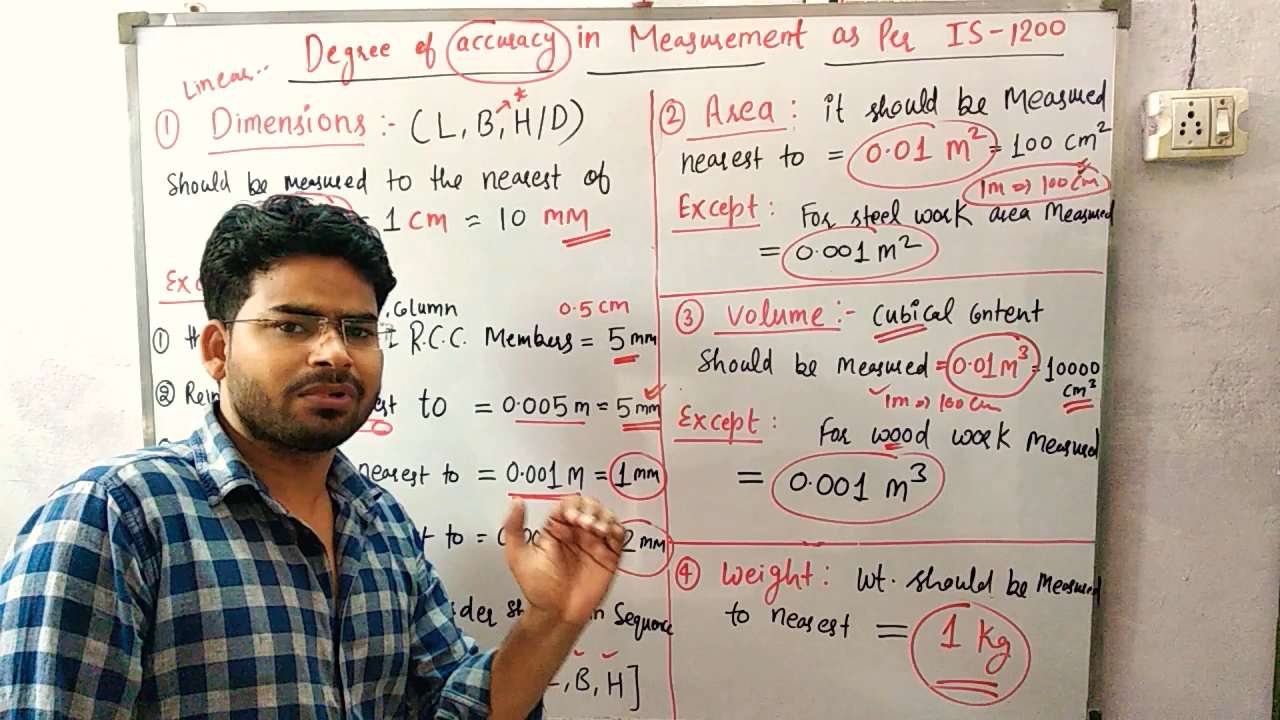 Degree of accuracy in Measurement as Per IS-1200
Linear..
① Dimensions :- (L, B, H/D) *
Should be measured to the nearest of
1 cm = 10 mm
Column
0.5 cm
R.C.C. Members = 5 mm
②
to = 0.005 m = 5 mm
nearest to = 0.001 M = 1 mm
to =
2 mm
in Sequence
, B, H]
② Area : it should be Measured
nearest to = 0.01 m² = 100 cm²
1m => 100 cm
Except : For steel work area Measured
= 0.001 m²
③ Volume :- Cubical Content
Should be Measured = 0.01 m³ = 10000 cm³
1m => 100 cm
Except : For wood work Measured
= 0.001 m³
④ Weight : Wt. should be Measured
to nearest = 1 Kg